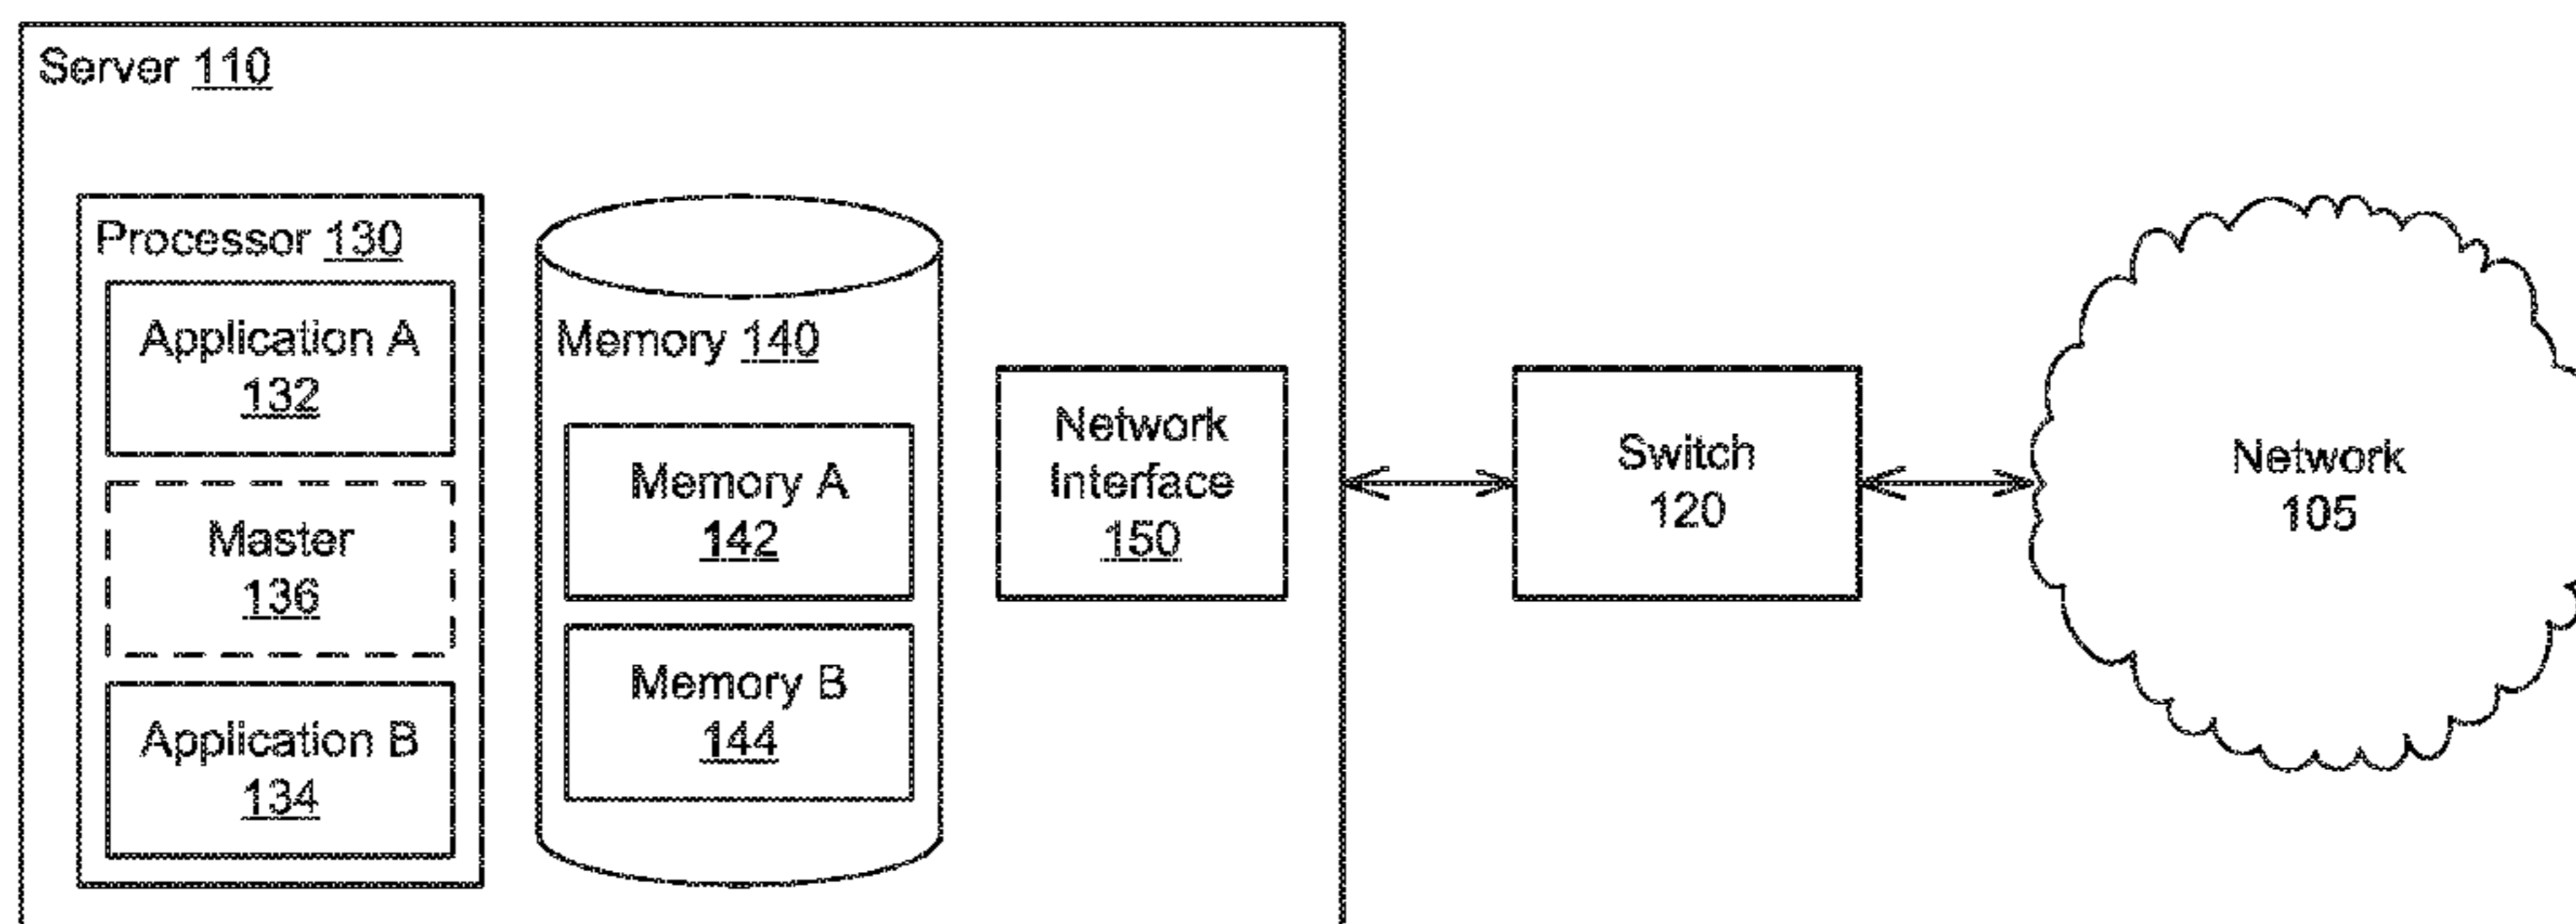 Server 110
Processor 130
Application A
132
Master
136
Application B
134
Memory 140
Memory A
142
Memory B
144
Network
Interface
150
Switch
120
Network
105